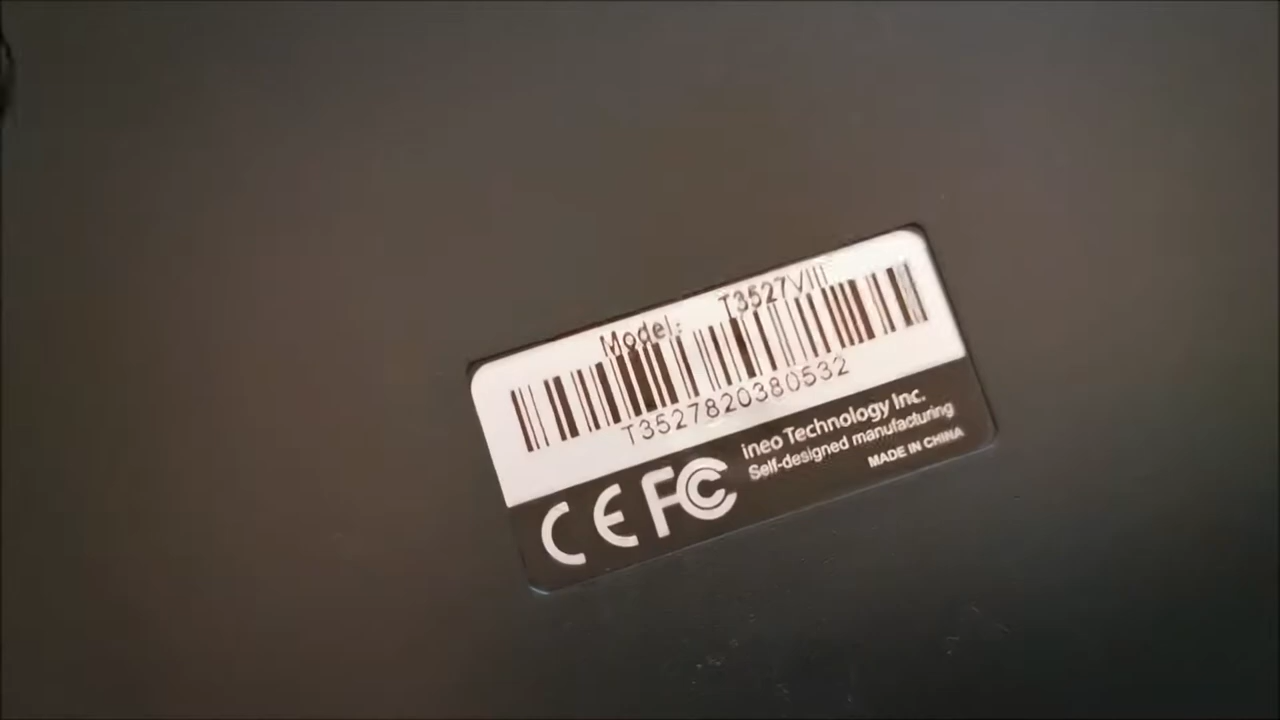 Model: T3527VIII
T3527820380532
CE FC
ineo Technology Inc.
Self-designed manufacturing
MADE IN CHINA